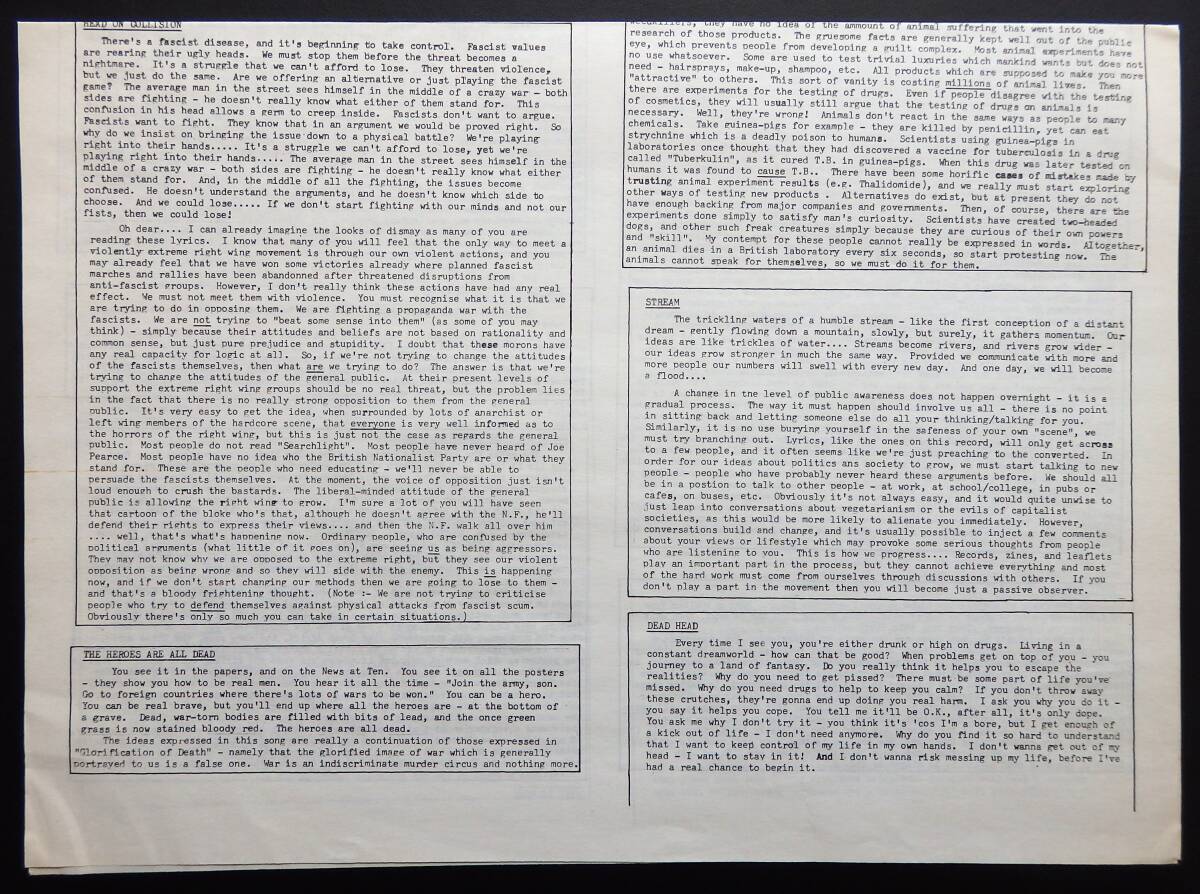 HEAD ON COLLISION
There's a fascist disease, and it's beginning to take control. Fascist values
are rearing their ugly heads. We must stop them before the threat becomes a
nightmare. It's a struggle that we can't afford to lose. They threaten violence,
but we just do the same. Are we offering an alternative or just playing the fascist
game? The average man in the street sees himself in the middle of a crazy war - both
sides are fighting - he doesn't really know what either of them stand for. This
confusion in his head allows a germ to creep inside. Fascists don't want to argue.
Fascists want to fight. They know that in an argument we would be proved right. So
why do we insist on bringing the issue down to a physical battle? We're playing
right into their hands..... It's a struggle we can't afford to lose, yet we're
playing right into their hands..... The average man in the street sees himself in the
middle of a crazy war - both sides are fighting - he doesn't really know what either
of them stand for. And, in the middle of all the fighting, the issues become
confused. He doesn't understand the arguments, and he doesn't know which side to
choose. And we could lose..... If we don't start fighting with our minds and not our
fists, then we could lose!
Oh dear.... I can already imagine the looks of dismay as many of you are
reading these lyrics. I know that many of you will feel that the only way to meet a
violently extreme right wing movement is through our own violent actions, and you
may already feel that we have won some victories already where planned fascist
marches and rallies have been abandonned after threatened disruptions from
anti-fascist groups. However, I don't really think these actions have had any real
effect. We must not meet them with violence. You must recognise what it is that we
are trying to do in opposing them. We are fighting a propaganda war with the
fascists. We are not trying to "beat some sense into them" (as some of you may
think) - simply because their attitudes and beliefs are not based on rationality and
common sense, but just pure prejudice and stupidity. I doubt that these morons have
any real capacity for logic at all. So, if we're not trying to change the attitudes
of the fascists themselves, then what are we trying to do? The answer is that we're
trying to change the attitudes of the general public. At their present levels of
support the extreme right wing groups should be no real threat, but the problem lies
in the fact that there is no really strong opposition to them from the general
public. It's very easy to get the idea, when surrounded by lots of anarchist or
left wing members of the hardcore scene, that everyone is very well informed as to
the horrors of the right wing, but this is just not the case as regards the general
public. Most people do not read "Searchlight". Most people have never heard of Joe
Pearce. Most people have no idea who the British Nationalist Party are or what they
stand for. These are the people who need educating - we'll never be able to
persuade the fascists themselves. At the moment, the voice of opposition just isn't
loud enough to crush the bastards. The liberal-minded attitude of the general
public is allowing the right wing to grow. I'm sure a lot of you will have seen
that cartoon of the bloke who's that, although he doesn't agree with the N.F., he'll
defend their rights to express their views.... and then the N.F. walk all over him
.... well, that's what's happening now. Ordinary people, who are confused by the
political arguments (what little of it goes on), are seeing us as being aggressors.
They may not know why we are opposed to the extreme right, but they see our violent
opposition as being wrong and so they will side with the enemy. This is happening
now, and if we don't start changing our methods then we are going to lose to them -
and that's a bloody frightening thought. (Note :- We are not trying to criticise
people who try to defend themselves against physical attacks from fascist scum.
Obviously there's only so much you can take in certain situations.)
THE HEROES ARE ALL DEAD
You see it in the papers, and on the News at Ten. You see it on all the posters
- they show you how to be real men. You hear it all the time - "Join the army, son.
Go to foreign countries where there's lots of wars to be won." You can be a hero.
You can be real brave, but you'll end up where all the heroes are - at the bottom of
a grave. Dead, war-torn bodies are filled with bits of lead, and the once green
grass is now stained bloody red. The heroes are all dead.
The ideas expressed in this song are really a continuation of those expressed in
"Glorification of Death" - namely that the glorified image of war which is generally
portrayed to us is a false one. War is an indiscriminate murder circus and nothing more.
weedkillers, they have no idea of the ammount of animal suffering that went into the
research of those products. The gruesome facts are generally kept well out of the public
eye, which prevents people from developing a guilt complex. Most animal experiments have
no use whatsoever. Some are used to test trivial luxuries which mankind wants but does not
need - hairsprays, make-up, shampoo, etc. All products which are supposed to make you more
"attractive" to others. This sort of vanity is costing millions of animal lives. Then
there are experiments for the testing of drugs. Even if people disagree with the testing
of cosmetics, they will usually still argue that the testing of drugs on animals is
necessary. Well, they're wrong! Animals don't react in the same ways as people to many
chemicals. Take guinea-pigs for example - they are killed by penicillin, yet can eat
strychnine which is a deadly poison to humans. Scientists using guinea-pigs in
laboratories once thought that they had discovered a vaccine for tuberculosis in a drug
called "Tuberkulin", as it cured T.B. in guinea-pigs. When this drug was later tested on
humans it was found to cause T.B.. There have been some horific cases of mistakes made by
trusting animal experiment results (e.g. Thalidomide), and we really must start exploring
other ways of testing new products . Alternatives do exist, but at present they do not
have enough backing from major companies and governments. Then, of course, there are the
experiments done simply to satisfy man's curiosity. Scientists have created two-headed
dogs, and other such freak creatures simply because they are curious of their own powers
and "skill". My contempt for these people cannot really be expressed in words. Altogether,
an animal dies in a British laboratory every six seconds, so start protesting now. The
animals cannot speak for themselves, so we must do it for them.
STREAM
The trickling waters of a humble stream - like the first conception of a distant
dream - gently flowing down a mountain, slowly, but surely, it gathers momentum. Our
ideas are like trickles of water.... Streams become rivers, and rivers grow wider -
our ideas grow stronger in much the same way. Provided we communicate with more and
more people our numbers will swell with every new day. And one day, we will become
a flood....
A change in tne level of public awareness does not happen overnight - it is a
gradual process. The way it must happen should involve us all - there is no point
in sitting back and letting someone else do all your thinking/talking for you.
Similarly, it is no use burying yourself in the safeness of your own "scene", we
must try branching out. Lyrics, like the ones on this record, will only get across
to a few people, and it often seems like we're just preaching to the converted. In
order for our ideas about politics ans society to grow, we must start talking to new
people - people who have probably never heard these arguments before. We should all
be in a postion to talk to other people - at work, at school/college, in pubs or
cafes, on buses, etc. Obviously it's not always easy, and it would quite unwise to
just leap into conversations about vegetarianism or the evils of capitalist
societies, as this would be more likely to alienate you immediately. However,
conversations build and change, and it's usually possible to inject a few comments
about your views or lifestyle which may provoke some serious thoughts from people
who are listening to you. This is how we progress.... Records, zines, and leaflets
play an important part in the process, but they cannot achieve everything and most
of the hard work must come from ourselves through discussions with others. If you
don't play a part in the movement then you will become just a passive observer.
DEAD HEAD
Every time I see you, you're either drunk or high on drugs. Living in a
constant dreamworld - how can that be good? When problems get on top of you - you
journey to a land of fantasy. Do you really think it helps you to escape the
realities? Why do you need to get pissed? There must be some part of life you've
missed. Why do you need drugs to help to keep you calm? If you don't throw away
these crutches, they're gonna end up doing you real harm. I ask you why you do it -
you say it helps you cope. You tell me it'll be O.K., after all, it's only dope.
You ask me why I don't try it - you think it's 'cos I'm a bore, but I get enough of
a kick out of life - I don't need anymore. Why do you find it so hard to understand
that I want to keep control of my life in my own hands. I don't wanna get out of my
head - I want to stay in it! And I don't wanna risk messing up my life, before I've
had a real chance to begin it.